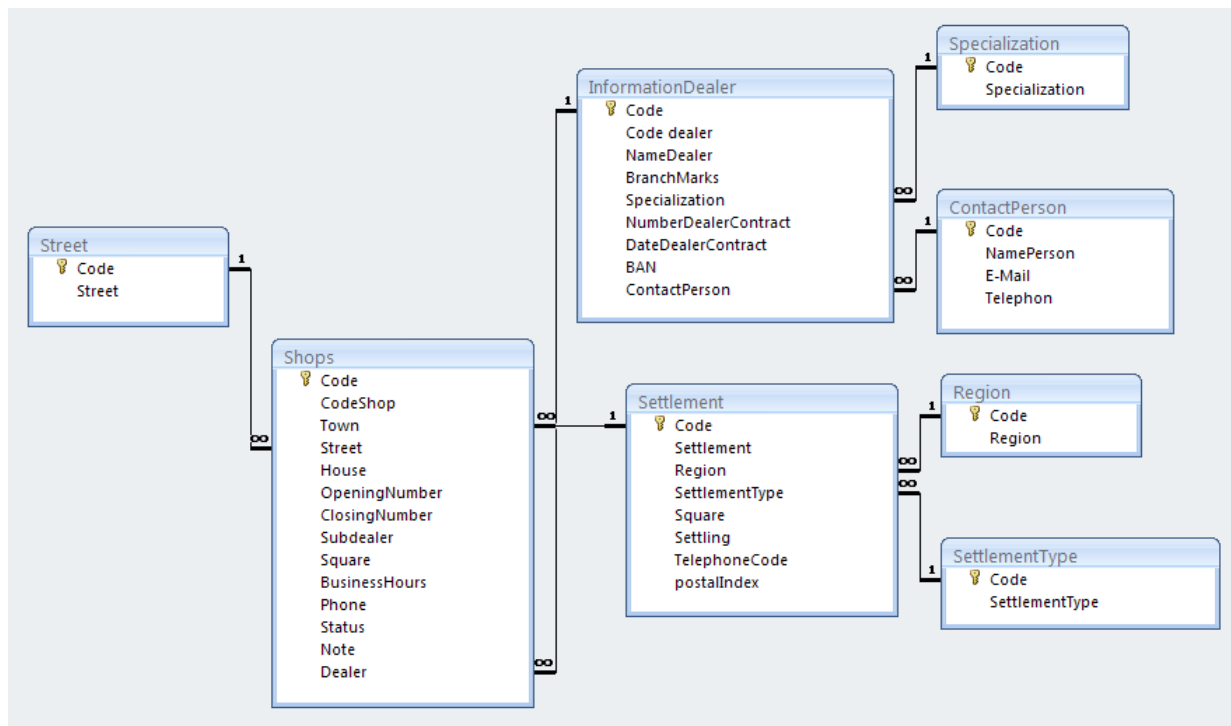 Street
Code
Street
1
∞
Shops
Code
CodeShop
Town
Street
House
OpeningNumber
ClosingNumber
Subdealer
Square
BusinessHours
Phone
Status
Note
Dealer
∞
∞
1
InformationDealer
Code
Code dealer
NameDealer
BranchMarks
Specialization
NumberDealerContract
DateDealerContract
BAN
ContactPerson
∞
∞
1
Settlement
Code
Settlement
Region
SettlementType
Square
Settling
TelephoneCode
postalIndex
∞
∞
1
Specialization
Code
Specialization
1
ContactPerson
Code
NamePerson
E-Mail
Telephon
1
Region
Code
Region
1
SettlementType
Code
SettlementType